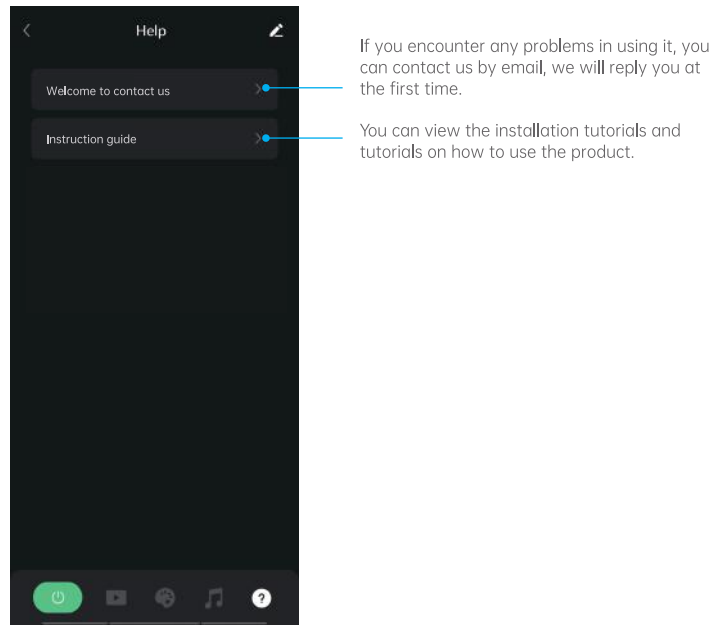 Help
Welcome to contact us
Instruction guide
If you encounter any problems in using it, you
can contact us by email, we will reply you at
the first time.
You can view the installation tutorials and
tutorials on how to use the product.
?